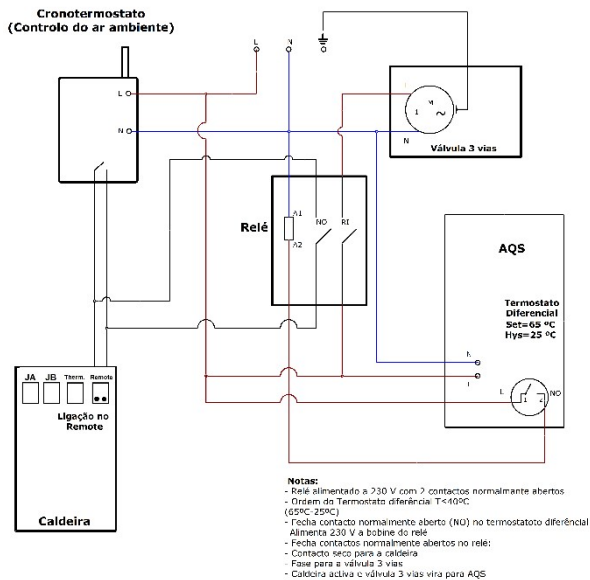 Cronotermostato
(Controlo do ar ambiente)
L N
L
N
L
M
1
N
Válvula 3 vias
Relé
A1
A2
NO RI
AQS
Termostato
Diferencial
Set=65 ºC
Hys=25 ºC
N
L
L 1 2 NO
JA JB Therm. Remote
Ligação no
Remote
Caldeira
Notas:
- Relé alimentado a 230 V com 2 contactos normalmente abertos
- Ordem do Termostato diferêncial T≤40ºC
(65ºC-25ºC)
- Fecha contacto normalmente aberto (NO) no termostatoto diferêncial
Alimenta 230 V a bobine do relé
- Fecha contactos normalmente abertos no relé:
- Contacto seco para a caldeira
- Fase para a válvula 3 vias
- Caldeira activa e válvula 3 vias vira para AQS